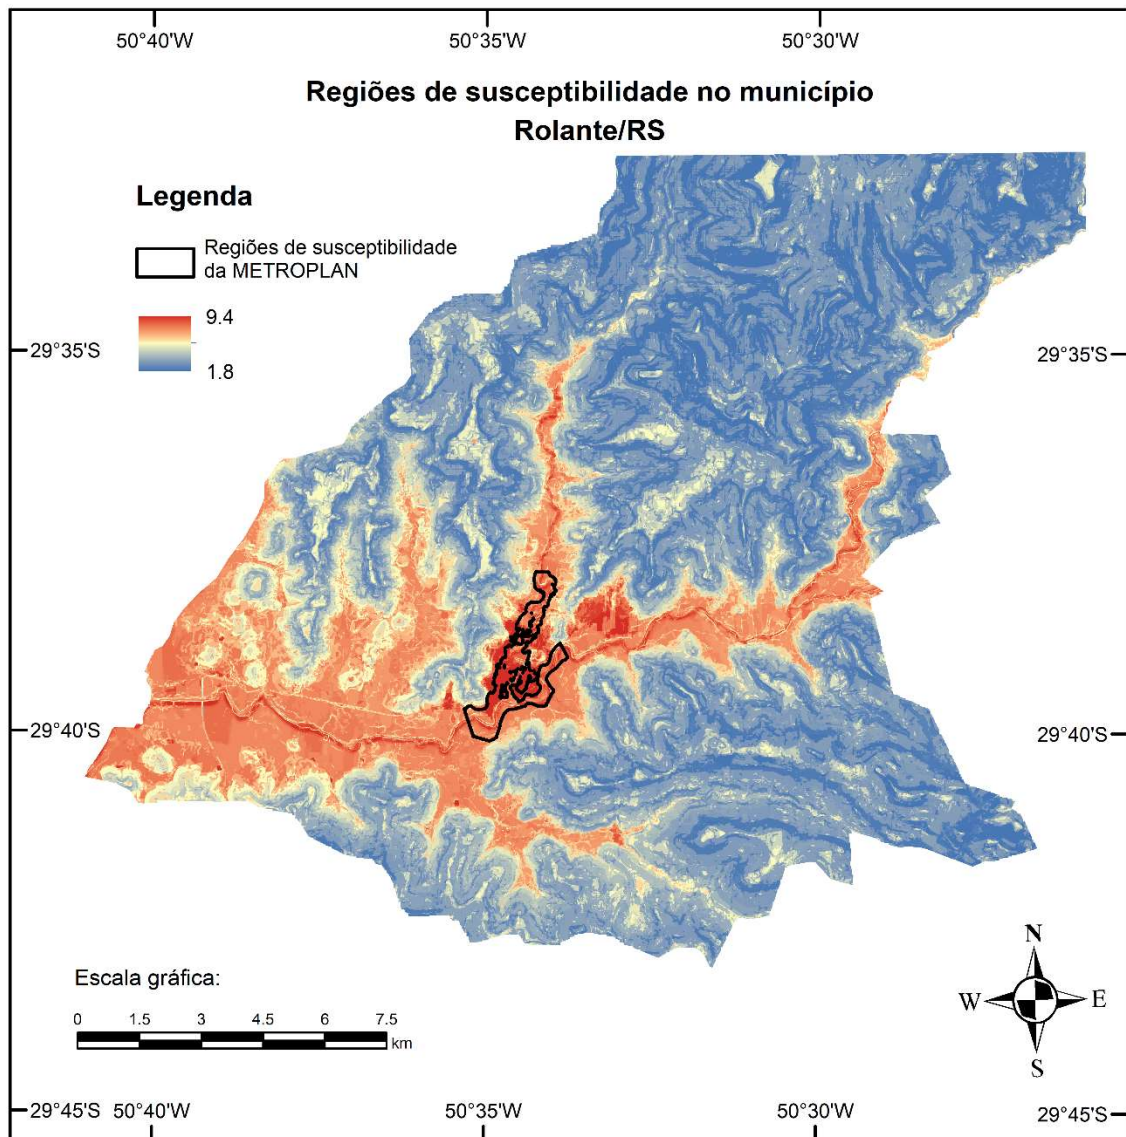 50°40'W 50°35'W 50°30'W
Regiões de susceptibilidade no município
Rolante/RS
Legenda
Regiões de susceptibilidade
da METROPLAN
9.4
1.8
29°35'S 29°35'S
29°40'S 29°40'S
N
W E
S
Escala gráfica:
0 1.5 3 4.5 6 7.5
km
29°45'S 50°40'W 50°35'W 50°30'W 29°45'S